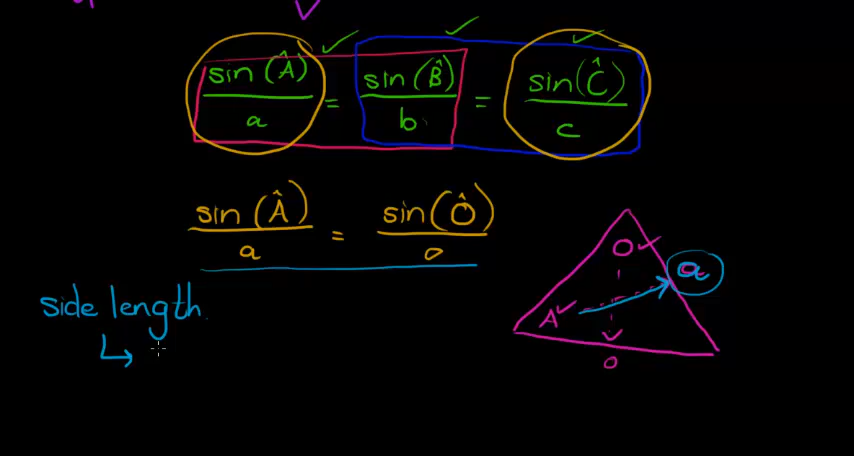 sin(Â)/a = sin(B̂)/b = sin(Ĉ)/c
sin(Â)/a = sin(Ô)/o
O
a
side length
A
o